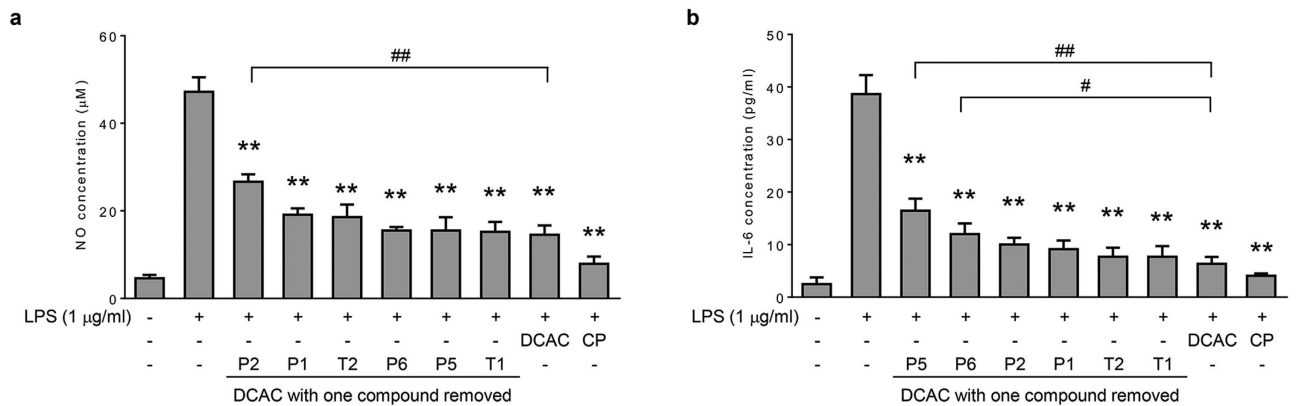 a
NO concentration (μM)
60
40
20
0
##
** ** ** ** ** ** ** **
LPS (1 μg/ml) - + + + + + + + + +
- - - - - - - - DCAC CP
- - P2 P1 T2 P6 P5 T1 - -
DCAC with one compound removed
b
IL-6 concentration (pg/ml)
50
40
30
20
10
0
##
#
** ** ** ** ** ** ** **
LPS (1 μg/ml) - + + + + + + + + +
- - - - - - - - DCAC CP
- - P5 P6 P2 P1 T2 T1 - -
DCAC with one compound removed